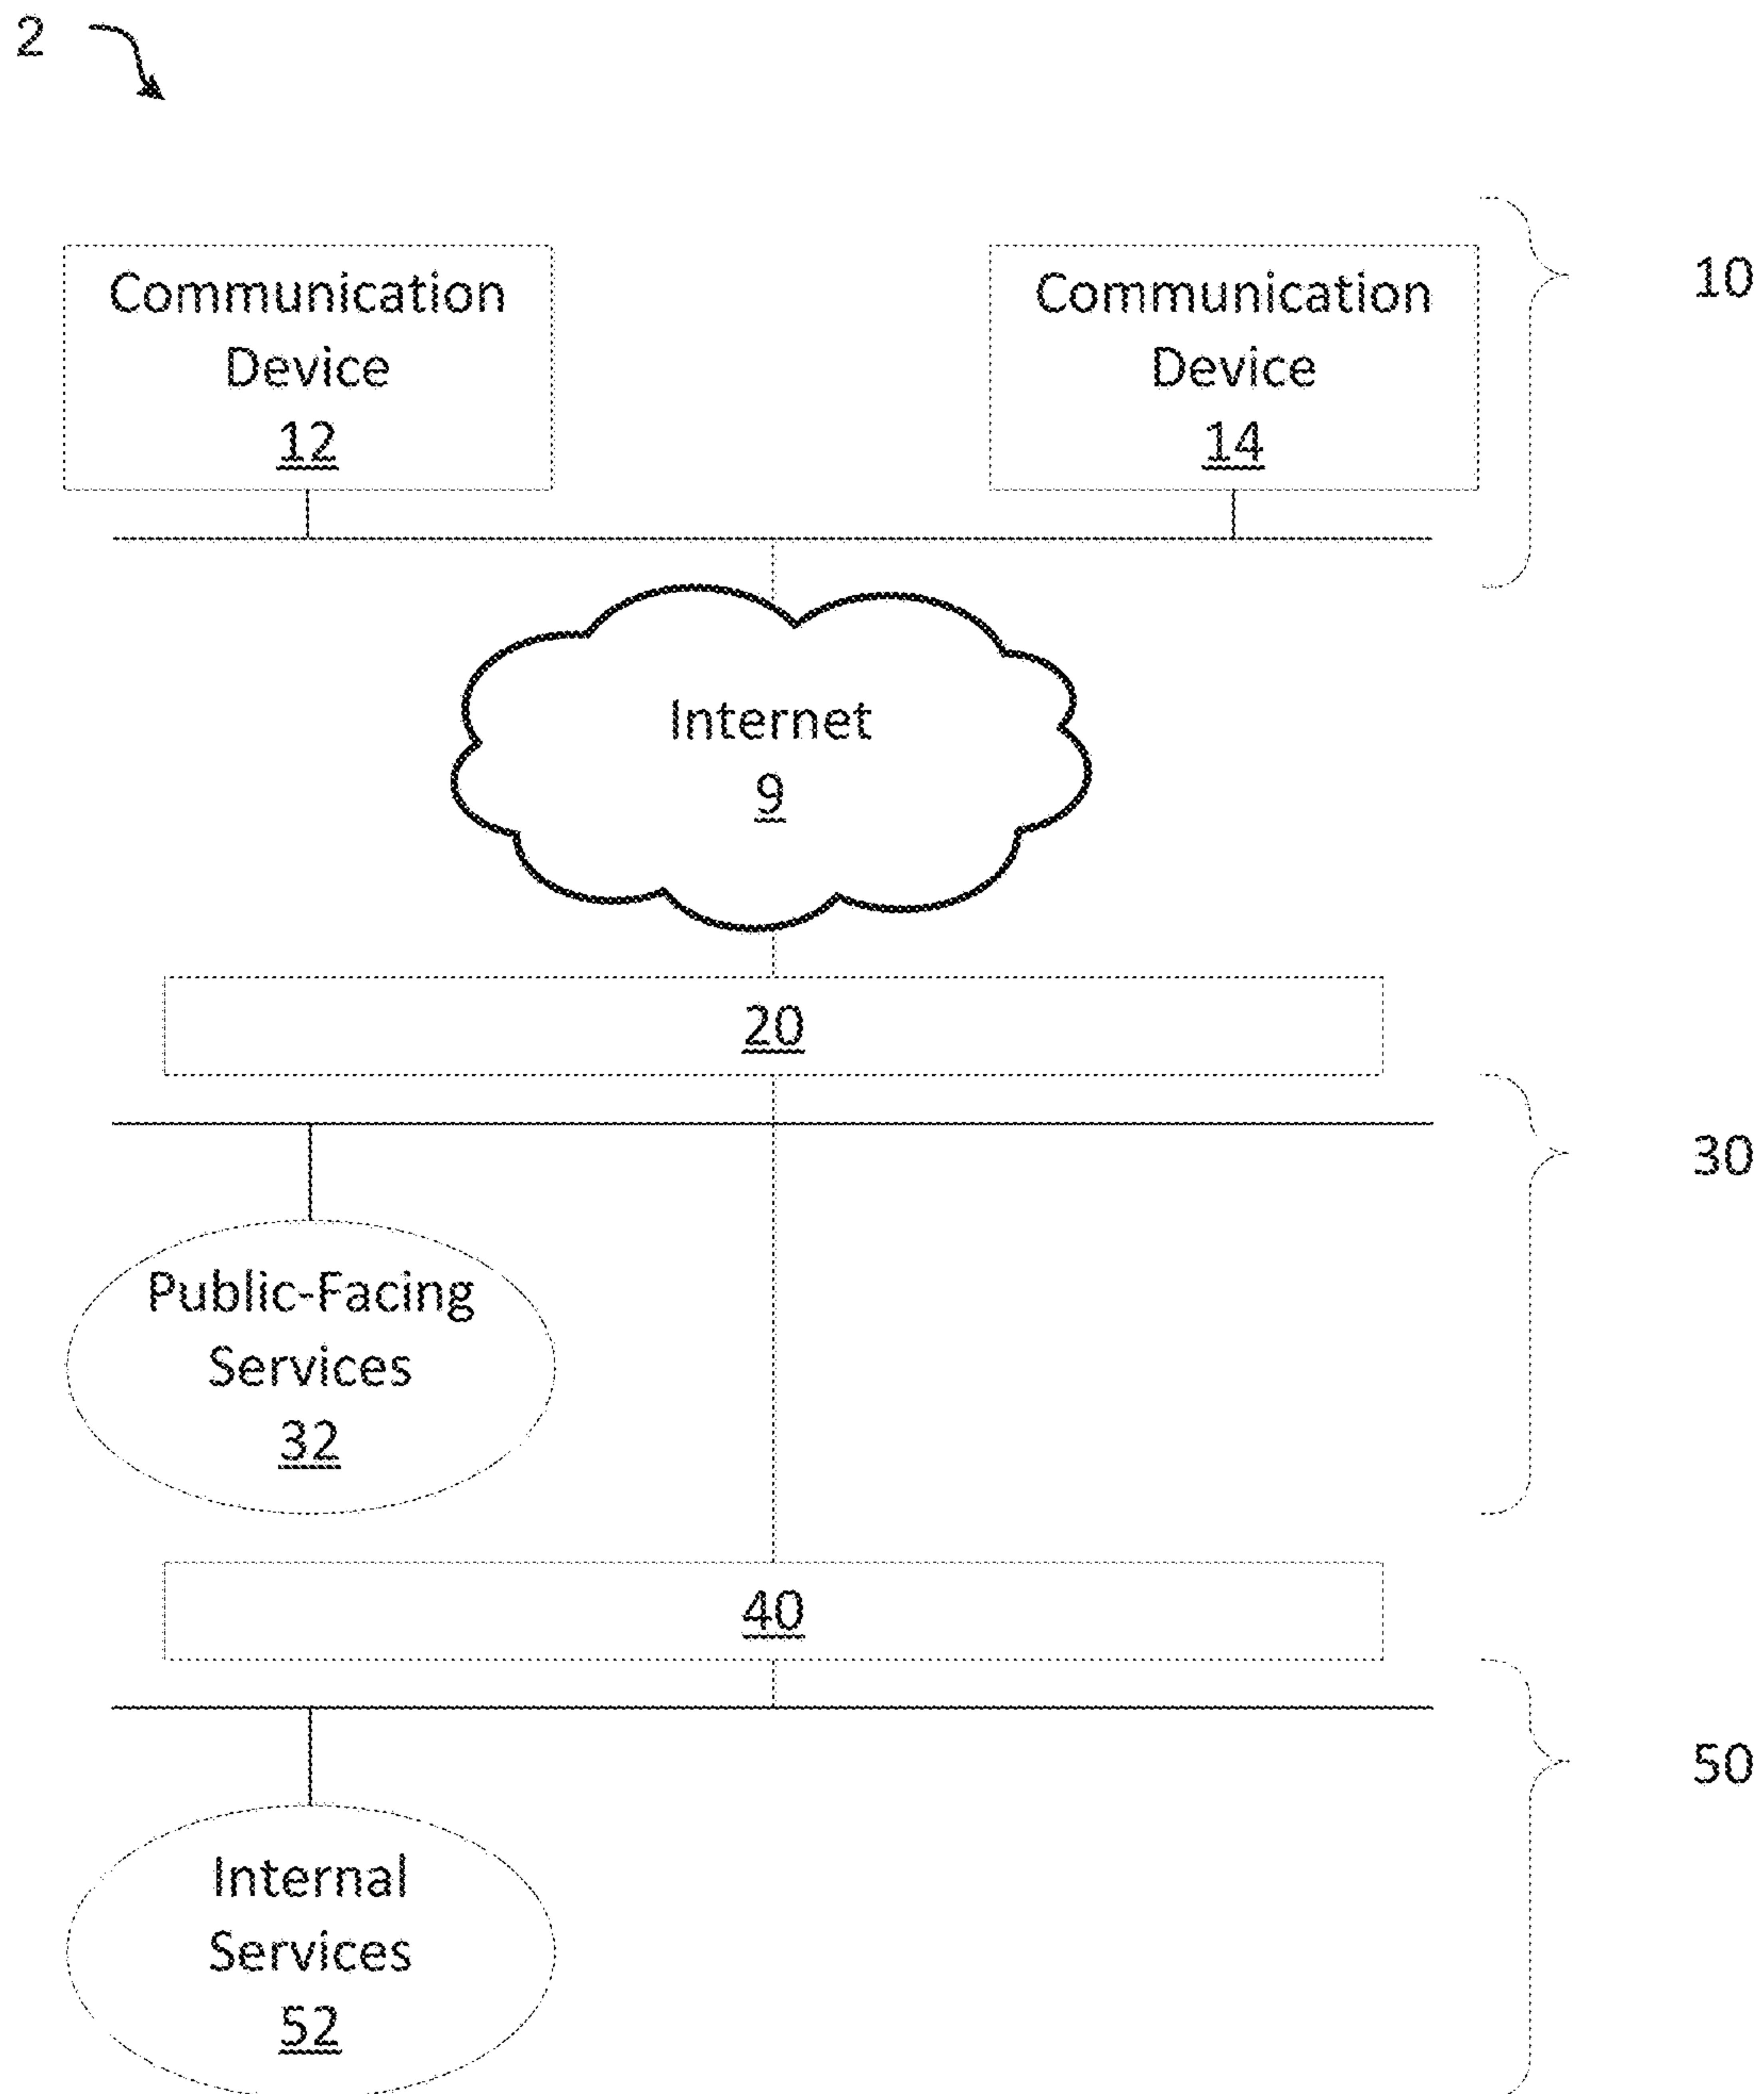 2
Communication
Device
12
Communication
Device
14
10
Internet
9
20
30
Public-Facing
Services
32
40
50
Internal
Services
52